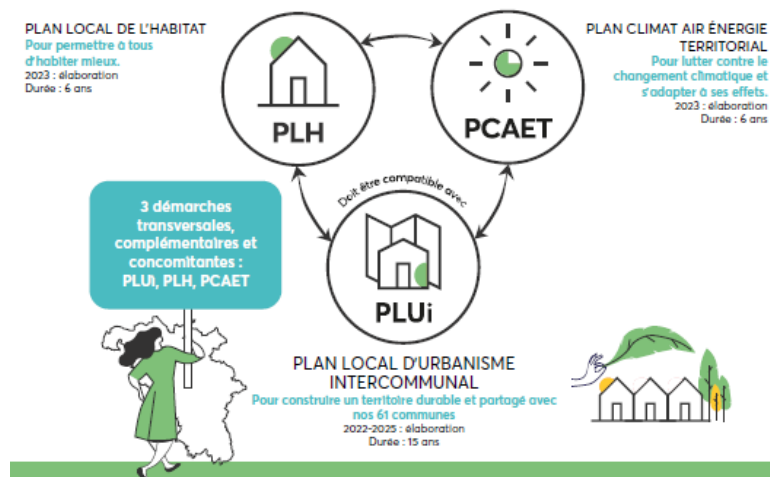 PLAN LOCAL DE L'HABITAT
Pour permettre à tous
d'habiter mieux.
2023 : élaboration
Durée : 6 ans
PLH
PCAET
PLAN CLIMAT AIR ÉNERGIE
TERRITORIAL
Pour lutter contre le
changement climatique et
s'adapter à ses effets.
2023 : élaboration
Durée : 6 ans
3 démarches
transversales,
complémentaires et
concomitantes :
PLUi, PLH, PCAET
Doit être compatible avec
PLUi
PLAN LOCAL D'URBANISME
INTERCOMMUNAL
Pour construire un territoire durable et partagé avec
nos 61 communes
2022-2025 : élaboration
Durée : 15 ans